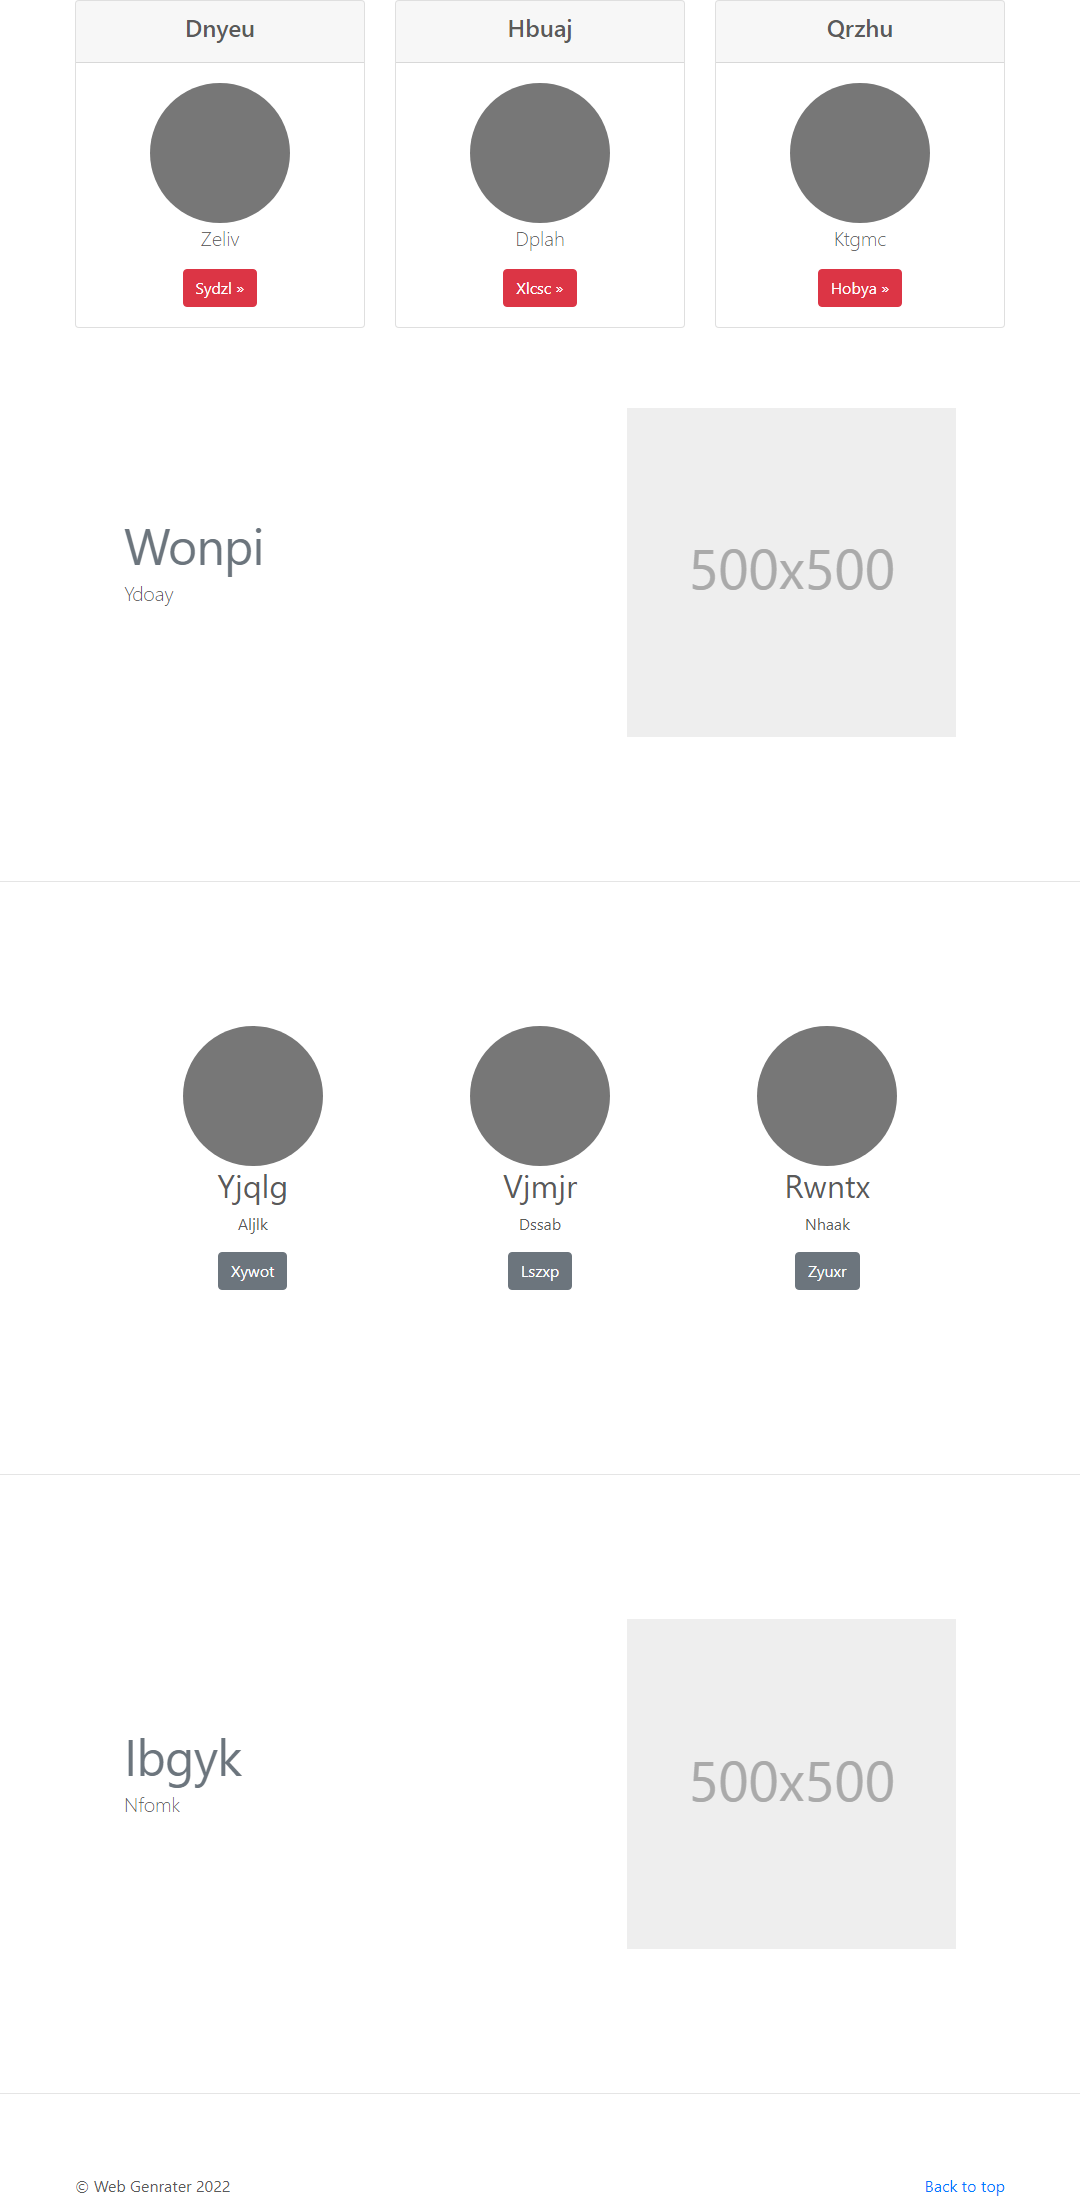 Dnyeu
Hbuaj
Qrzhu
Zeliv
Dplah
Ktgmc
Sydzl »
Xlcsc »
Hobya »
Wonpi
Ydoay
500x500
Yjqlg
Vjmjr
Rwntx
Aljlk
Dssab
Nhaak
Xywot
Lszxp
Zyuxr
Ibgyk
Nfomk
500x500
© Web Genrater 2022
Back to top